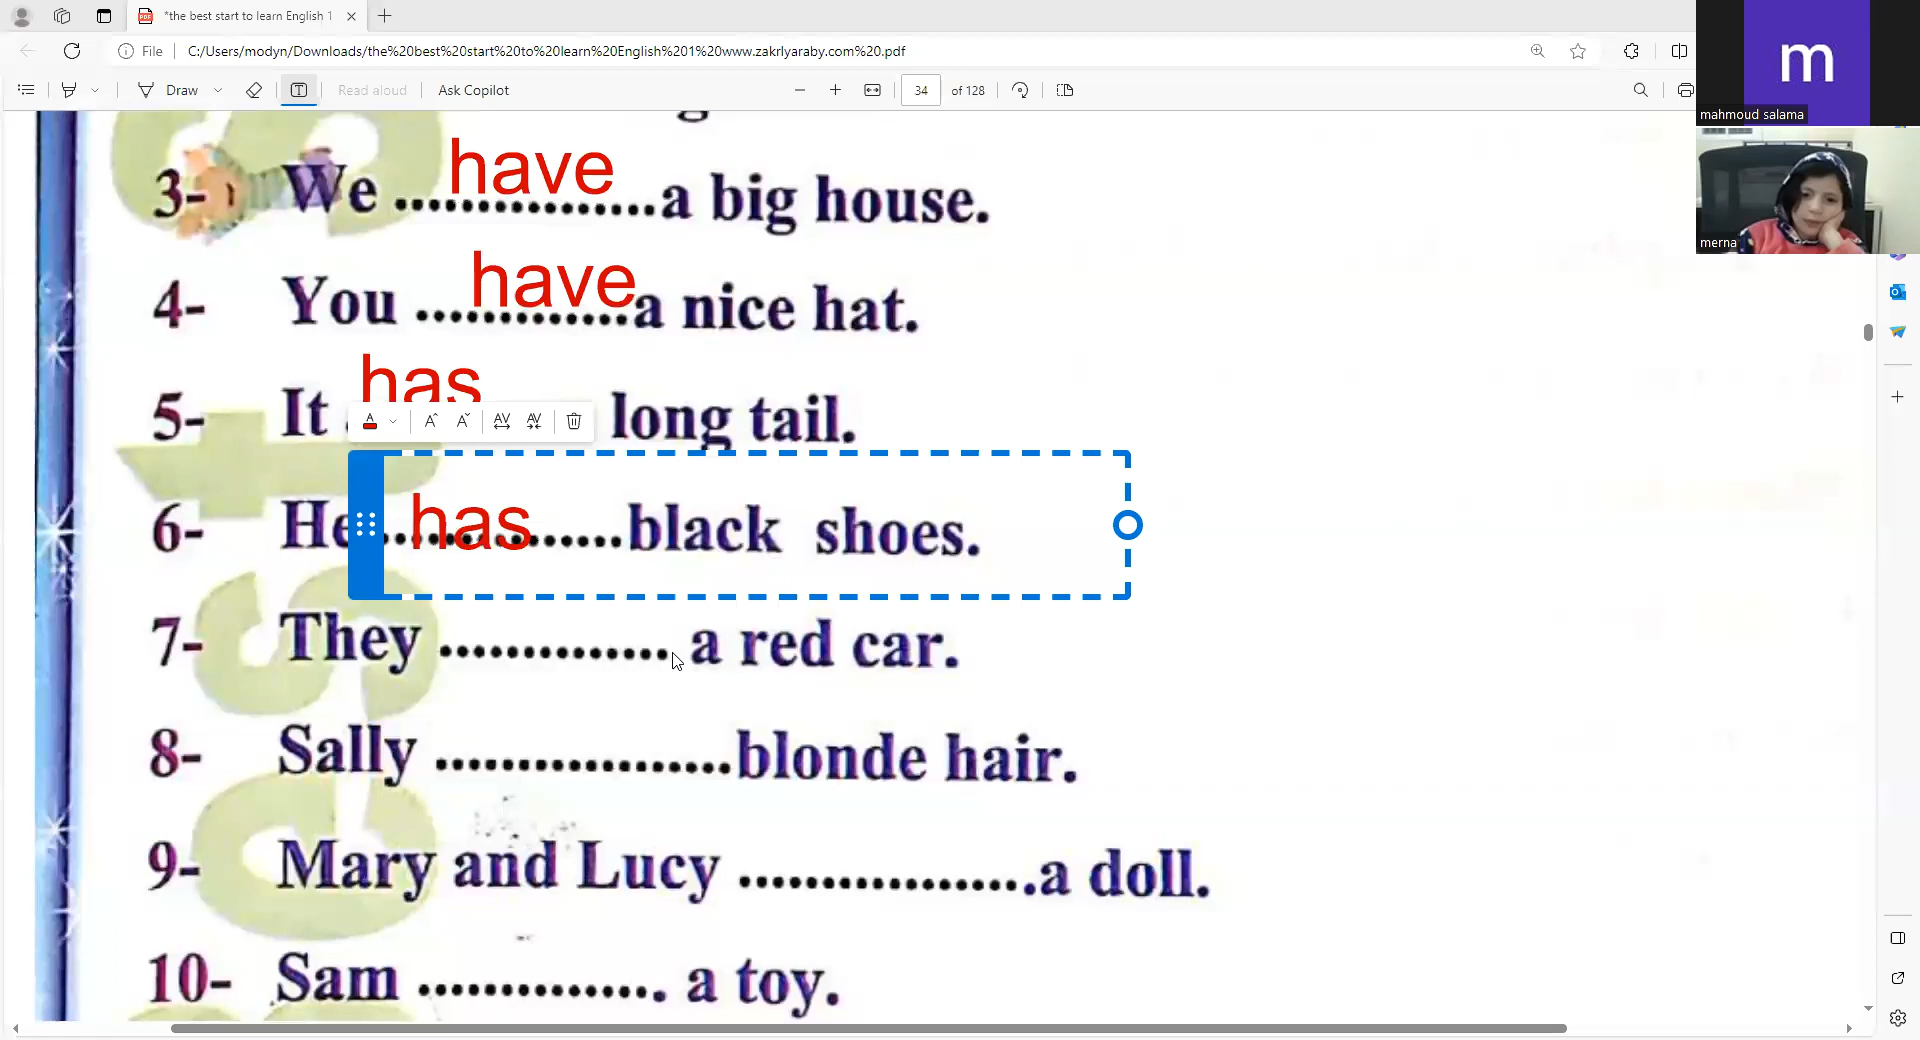 *the best start to learn English 1
File
C:/Users/modyn/Downloads/the%20best%20start%20to%20learn%20English%201%20www.zakrlyaraby.com%20.pdf
Draw
Read aloud
Ask Copilot
34
of 128
m
mahmoud salama
merna
3- We ................ a big house.
have
4- You ............. a nice hat.
have
5- It long tail.
has
6- He ............... black shoes.
has
7- They .............. a red car.
8- Sally .................. blonde hair.
9- Mary and Lucy .................. a doll.
10- Sam ............... a toy.